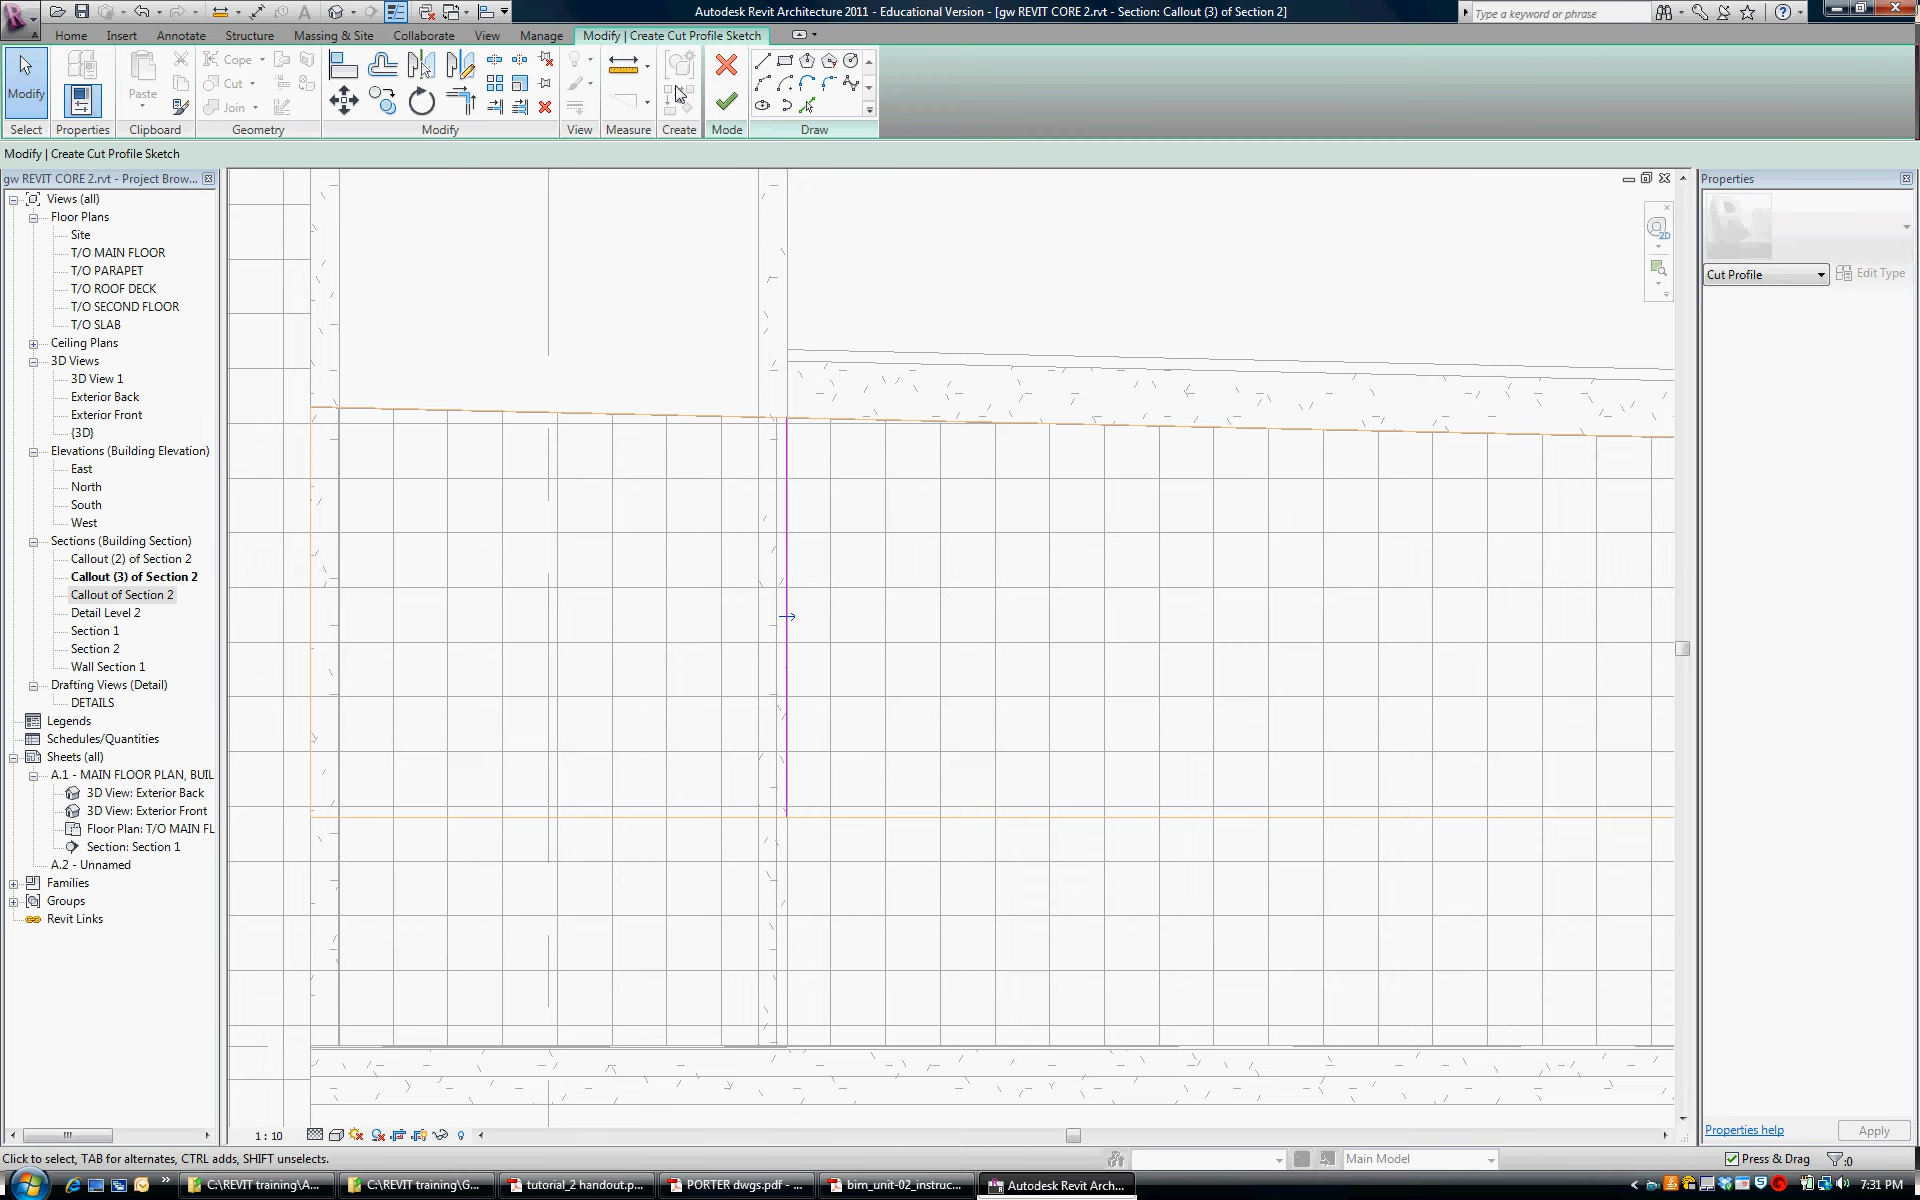 Autodesk Revit Architecture 2011 - Educational Version - [gw REVIT CORE 2.rvt - Section: Callout (3) of Section 2]
Type a keyword or phrase
Home Insert Annotate Structure Massing & Site Collaborate View Manage Modify | Create Cut Profile Sketch
Modify
Paste
Cope
Cut
Join
Select Properties Clipboard Geometry Modify View Measure Create Mode Draw
Modify | Create Cut Profile Sketch
gw REVIT CORE 2.rvt - Project Brow...
Views (all)
Floor Plans
Site
T/O MAIN FLOOR
T/O PARAPET
T/O ROOF DECK
T/O SECOND FLOOR
T/O SLAB
Ceiling Plans
3D Views
3D View 1
Exterior Back
Exterior Front
{3D}
Elevations (Building Elevation)
East
North
South
West
Sections (Building Section)
Callout (2) of Section 2
Callout (3) of Section 2
Callout of Section 2
Detail Level 2
Section 1
Section 2
Wall Section 1
Drafting Views (Detail)
DETAILS
Legends
Schedules/Quantities
Sheets (all)
A.1 - MAIN FLOOR PLAN, BUIL
3D View: Exterior Back
3D View: Exterior Front
Floor Plan: T/O MAIN FL
Section: Section 1
A.2 - Unnamed
Families
Groups
Revit Links
2D
Properties
Cut Profile
Edit Type
Properties help
Apply
1 : 10
Click to select, TAB for alternates, CTRL adds, SHIFT unselects.
Main Model
Press & Drag
:0
C:\REVIT training\A...
C:\REVIT training\G...
tutorial_2 handout.p...
PORTER dwgs.pdf - ...
bim_unit-02_instruc...
Autodesk Revit Arch...
7:31 PM